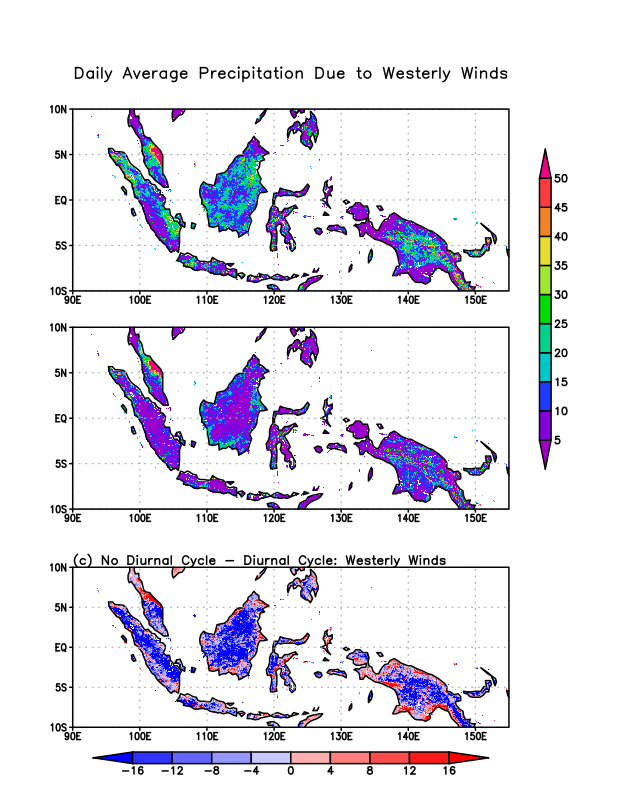 Daily Average Precipitation Due to Westerly Winds
10N
5N
EQ
5S
10S
90E 100E 110E 120E 130E 140E 150E
50
45
40
35
30
25
20
15
10
5
10N
5N
EQ
5S
10S
90E 100E 110E 120E 130E 140E 150E
(c) No Diurnal Cycle – Diurnal Cycle: Westerly Winds
10N
5N
EQ
5S
10S
90E 100E 110E 120E 130E 140E 150E
−16 −12 −8 −4 0 4 8 12 16